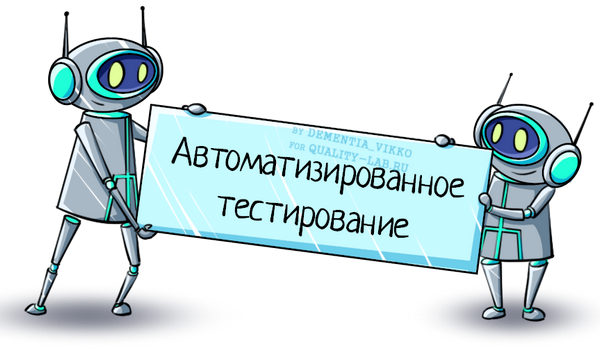 BY DEMENTIA_VIKKO
FOR QUALITY-LAB.RU
Автоматизированное
тестирование